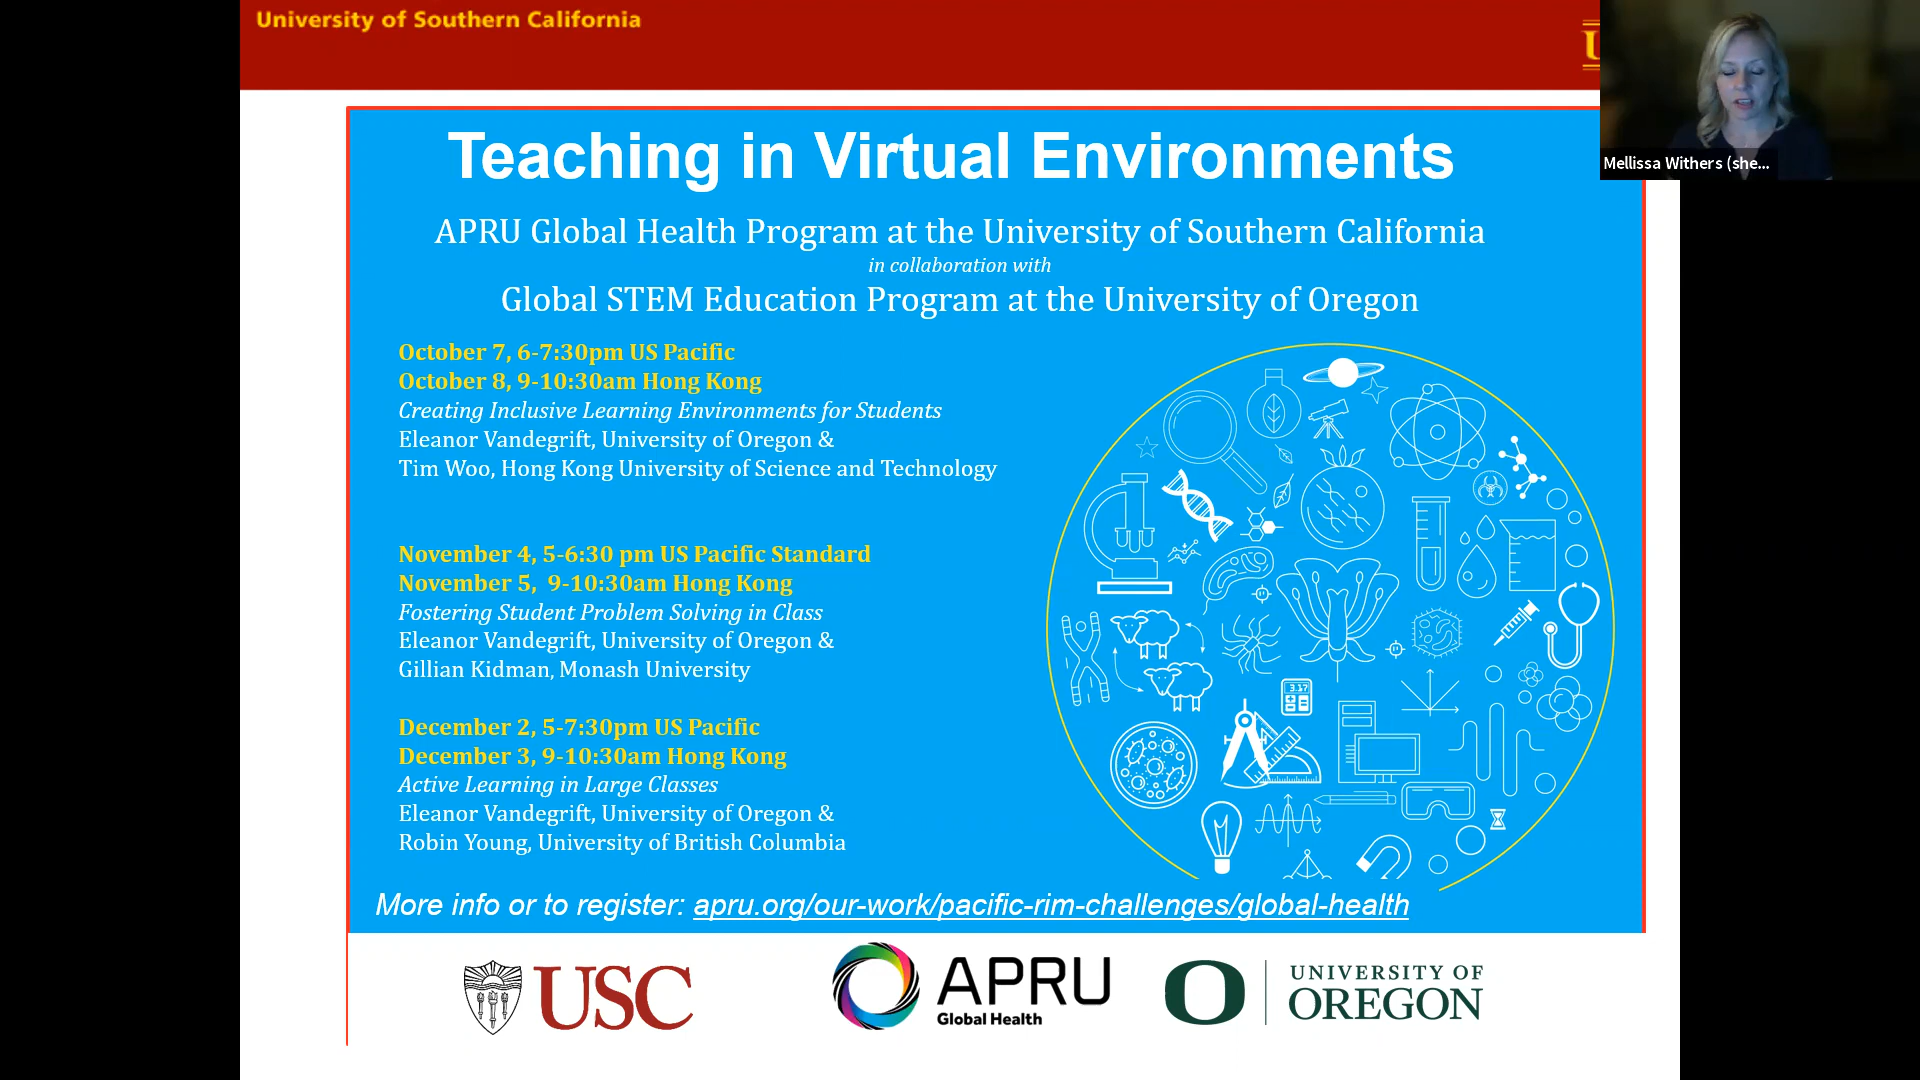 University of Southern California
Mellissa Withers (she...
Teaching in Virtual Environments
APRU Global Health Program at the University of Southern California
in collaboration with
Global STEM Education Program at the University of Oregon
October 7, 6-7:30pm US Pacific
October 8, 9-10:30am Hong Kong
Creating Inclusive Learning Environments for Students
Eleanor Vandegrift, University of Oregon &
Tim Woo, Hong Kong University of Science and Technology
November 4, 5-6:30 pm US Pacific Standard
November 5,  9-10:30am Hong Kong
Fostering Student Problem Solving in Class
Eleanor Vandegrift, University of Oregon &
Gillian Kidman, Monash University
December 2, 5-7:30pm US Pacific
December 3, 9-10:30am Hong Kong
Active Learning in Large Classes
Eleanor Vandegrift, University of Oregon &
Robin Young, University of British Columbia
3.17
More info or to register: apru.org/our-work/pacific-rim-challenges/global-health
USC
APRU
Global Health
O
UNIVERSITY OF
OREGON